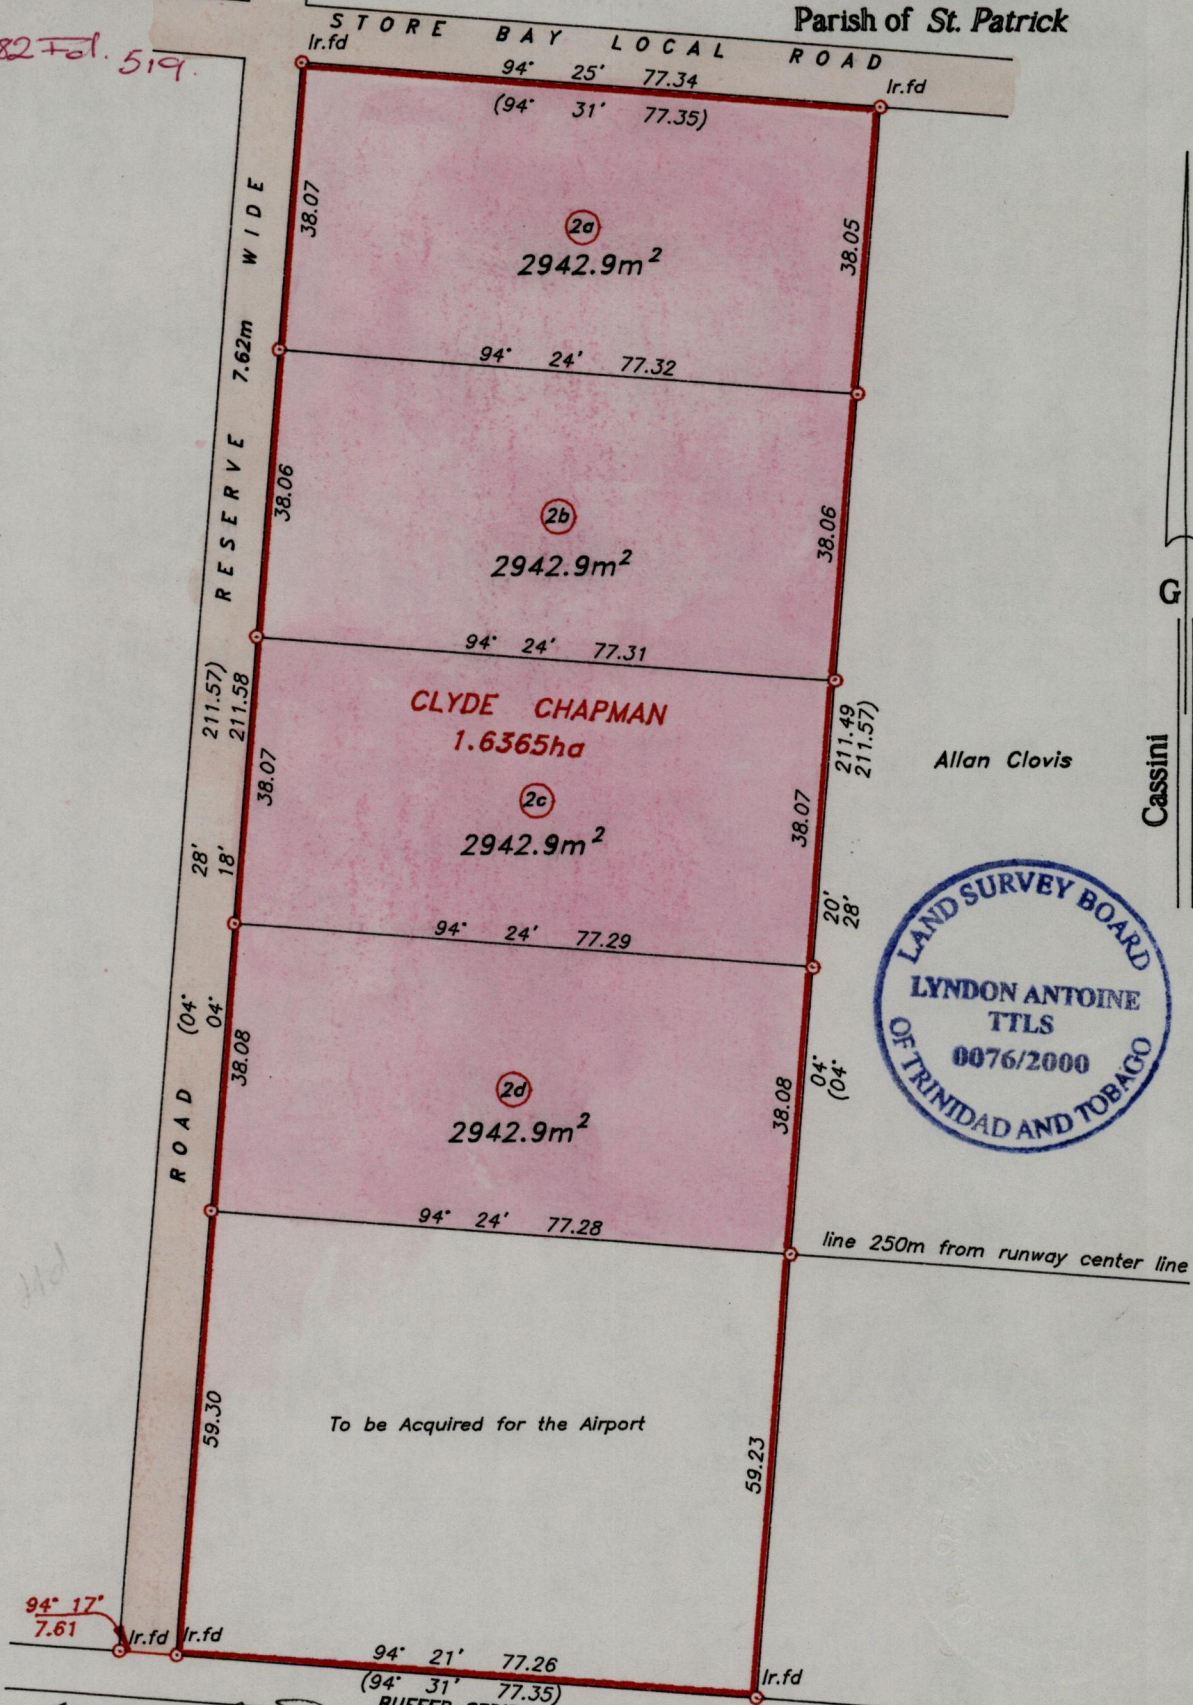 Parish of St. Patrick
82 Fol. 519.
STORE BAY LOCAL ROAD
Ir.fd
94° 25' 77.34
Ir.fd
(94° 31' 77.35)
38.07
38.05
2a
2942.9m²
ROAD RESERVE 7.62m WIDE
94° 24' 77.32
38.06
38.06
2b
2942.9m²
G
94° 24' 77.31
(04° 28' 211.57)
04° 18' 211.58
CLYDE CHAPMAN
1.6365ha
04° 20' 211.49
(04° 28' 211.57)
Allan Clovis
Cassini
38.07
38.07
2c
2942.9m²
94° 24' 77.29
LAND SURVEY BOARD
LYNDON ANTOINE
TTLS
0076/2000
OF TRINIDAD AND TOBAGO
38.08
38.08
2d
2942.9m²
94° 24' 77.28
line 250m from runway center line
59.30
59.23
To be Acquired for the Airport
94° 17'
7.61
Ir.fd
Ir.fd
94° 21' 77.26
Ir.fd
(94° 31' 77.35)
BUFFER